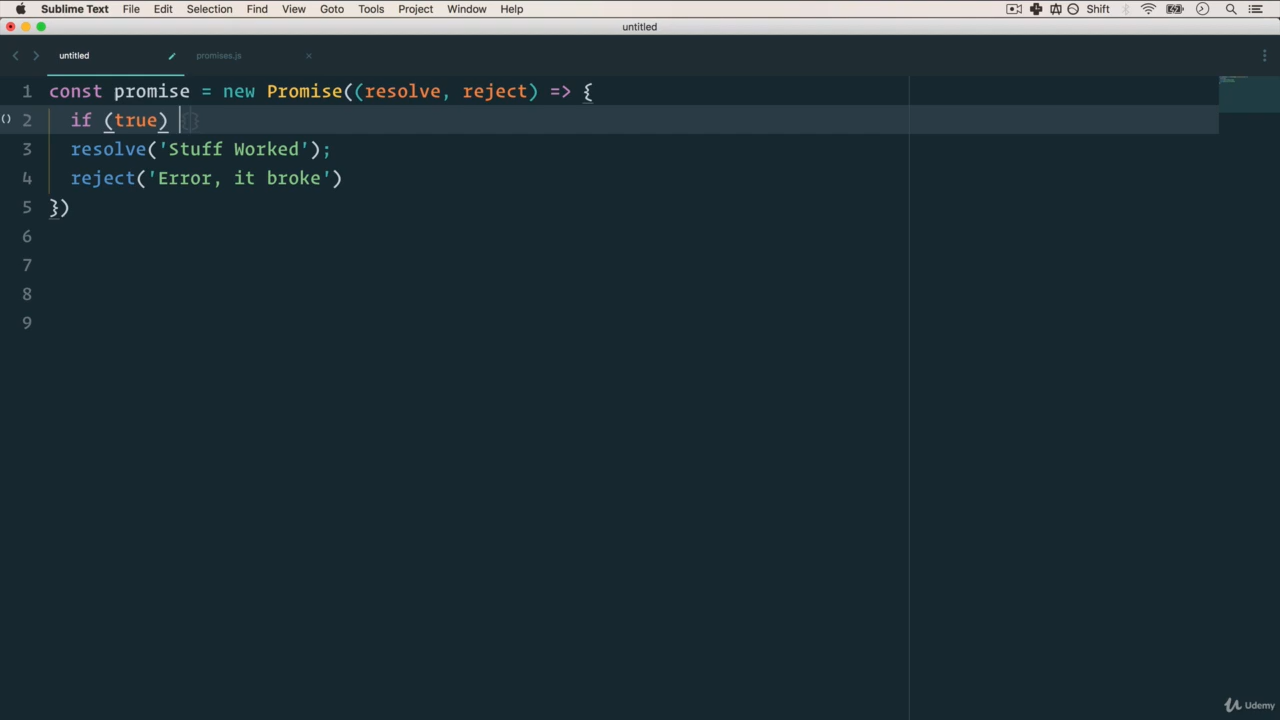 Sublime Text File Edit Selection Find View Goto Tools Project Window Help Shift
untitled
untitled promises.js
1 const promise = new Promise((resolve, reject) => {
2 if (true) {}
3 resolve('Stuff Worked');
4 reject('Error, it broke')
5 })
6
7
8
9
Udemy